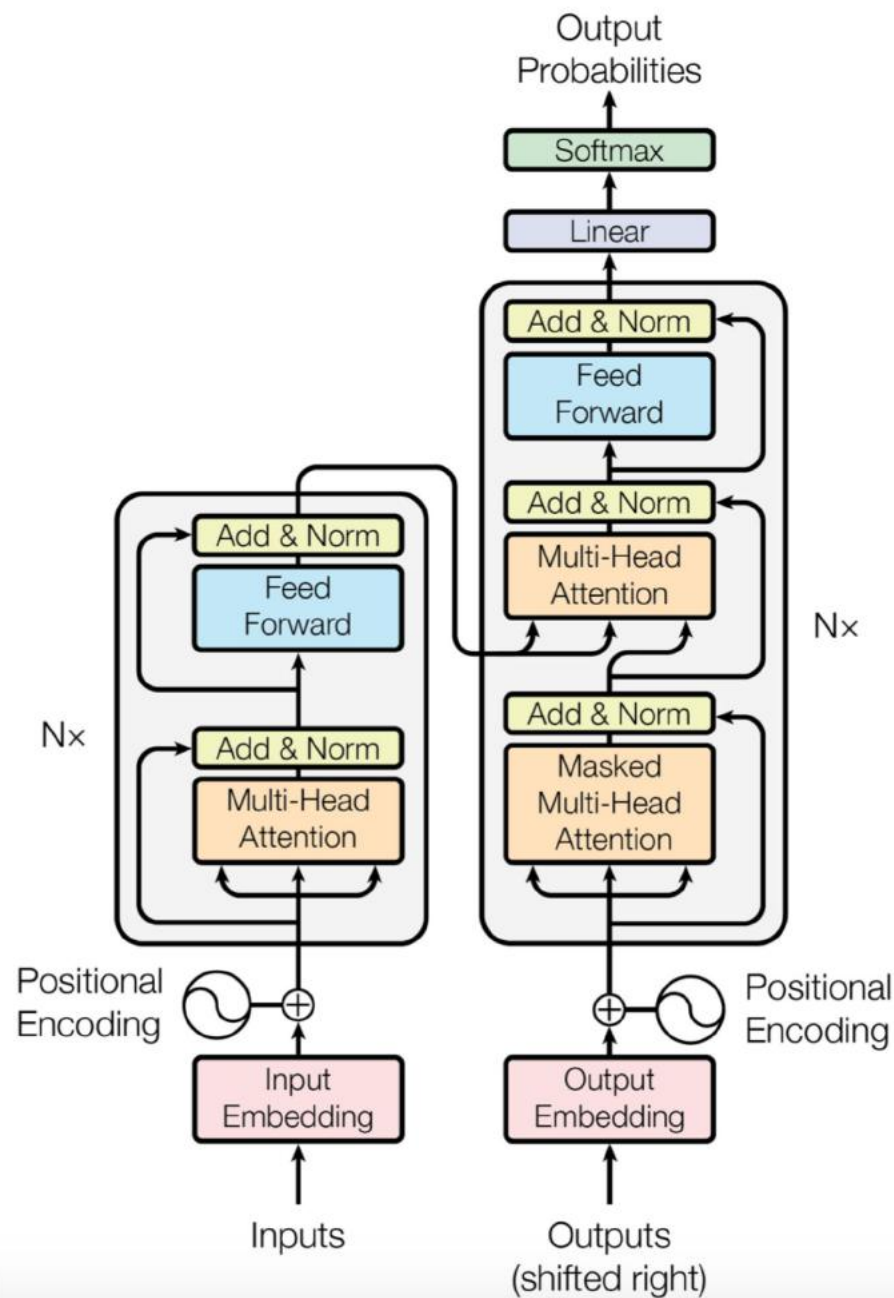 Output
Probabilities
Softmax
Linear
Add & Norm
Feed
Forward
Add & Norm
Multi-Head
Attention
Add & Norm
Masked
Multi-Head
Attention
Nx
Add & Norm
Feed
Forward
Add & Norm
Multi-Head
Attention
Nx
Positional
Encoding
Positional
Encoding
Input
Embedding
Output
Embedding
Inputs
Outputs
(shifted right)